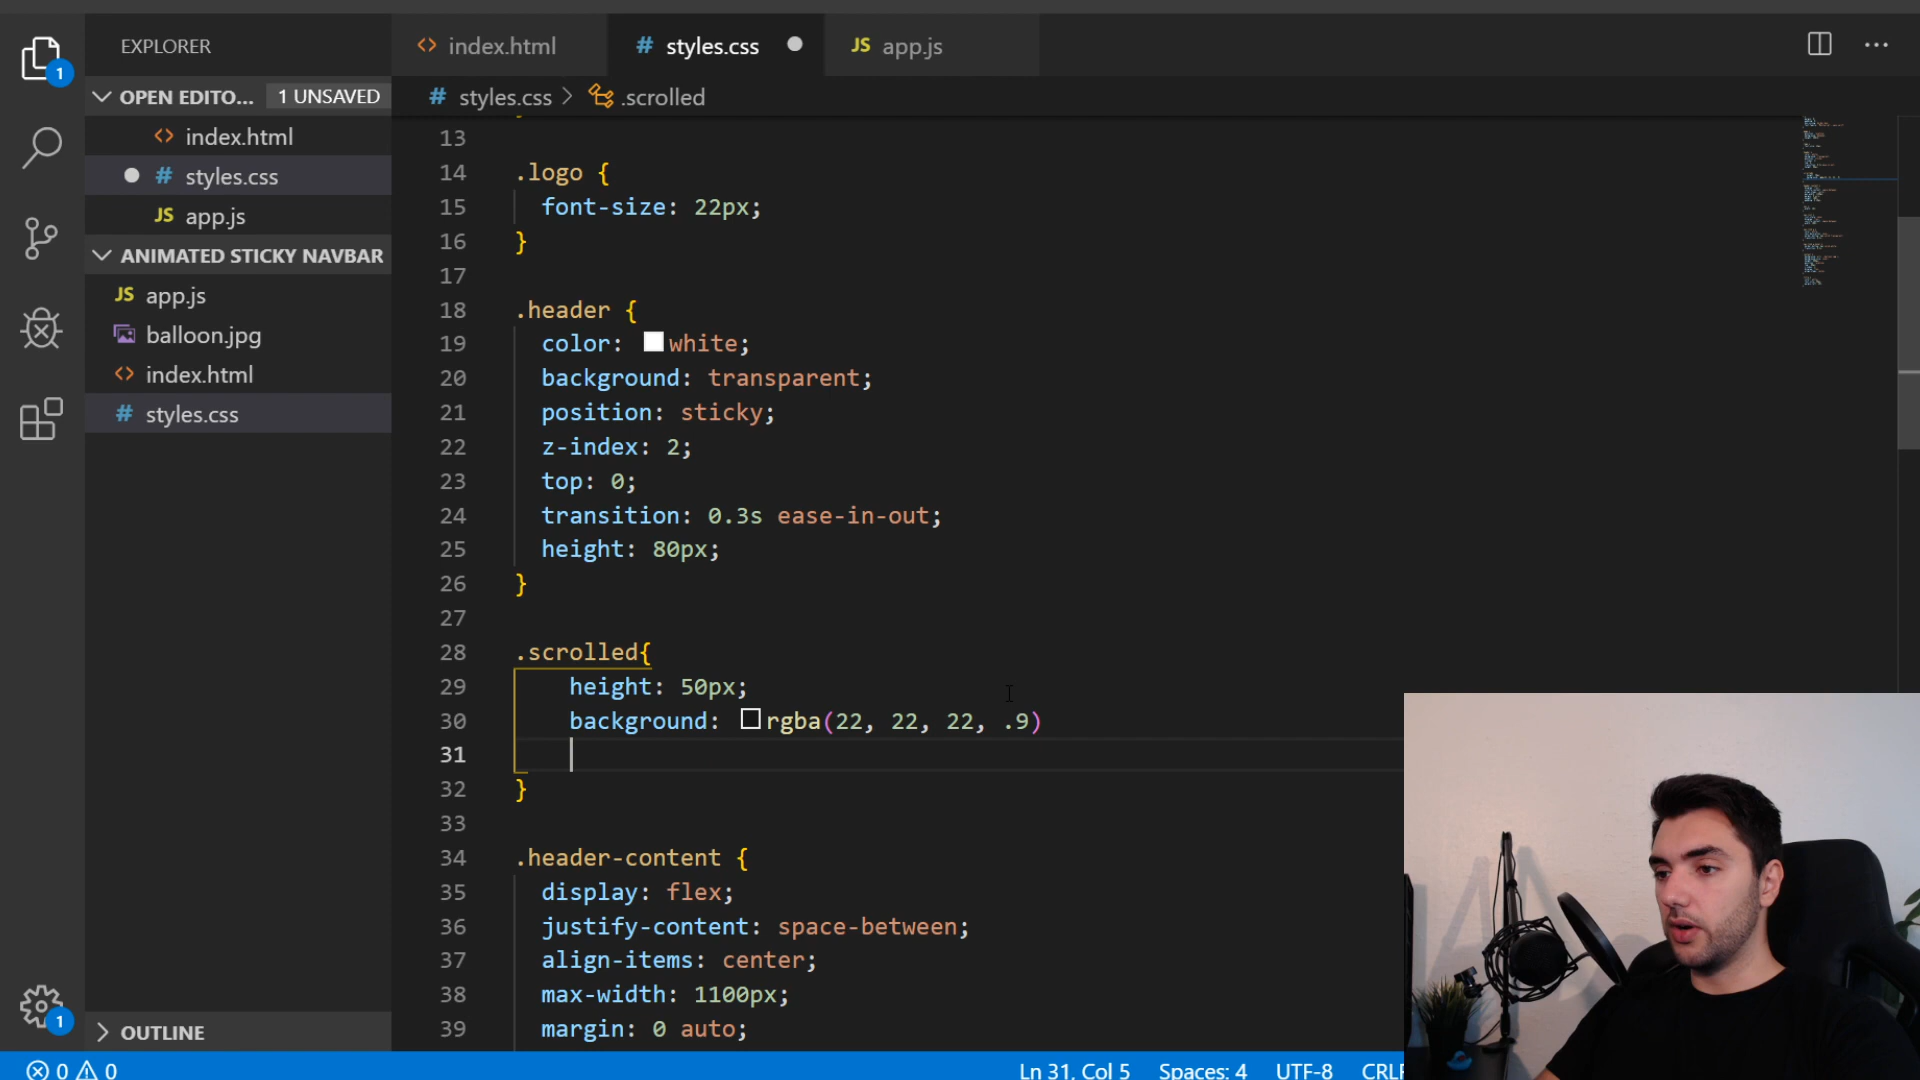 EXPLORER
index.html
styles.css
app.js
OPEN EDITO... 1 UNSAVED
styles.css > .scrolled
index.html
styles.css
app.js
ANIMATED STICKY NAVBAR
app.js
balloon.jpg
index.html
styles.css
OUTLINE
13
14 .logo {
15 font-size: 22px;
16 }
17
18 .header {
19 color: white;
20 background: transparent;
21 position: sticky;
22 z-index: 2;
23 top: 0;
24 transition: 0.3s ease-in-out;
25 height: 80px;
26 }
27
28 .scrolled{
29 height: 50px;
30 background: rgba(22, 22, 22, .9)
31
32 }
33
34 .header-content {
35 display: flex;
36 justify-content: space-between;
37 align-items: center;
38 max-width: 1100px;
39 margin: 0 auto;
1
1
0 0 Ln 31, Col 5 Spaces: 4 UTF-8 CRLF